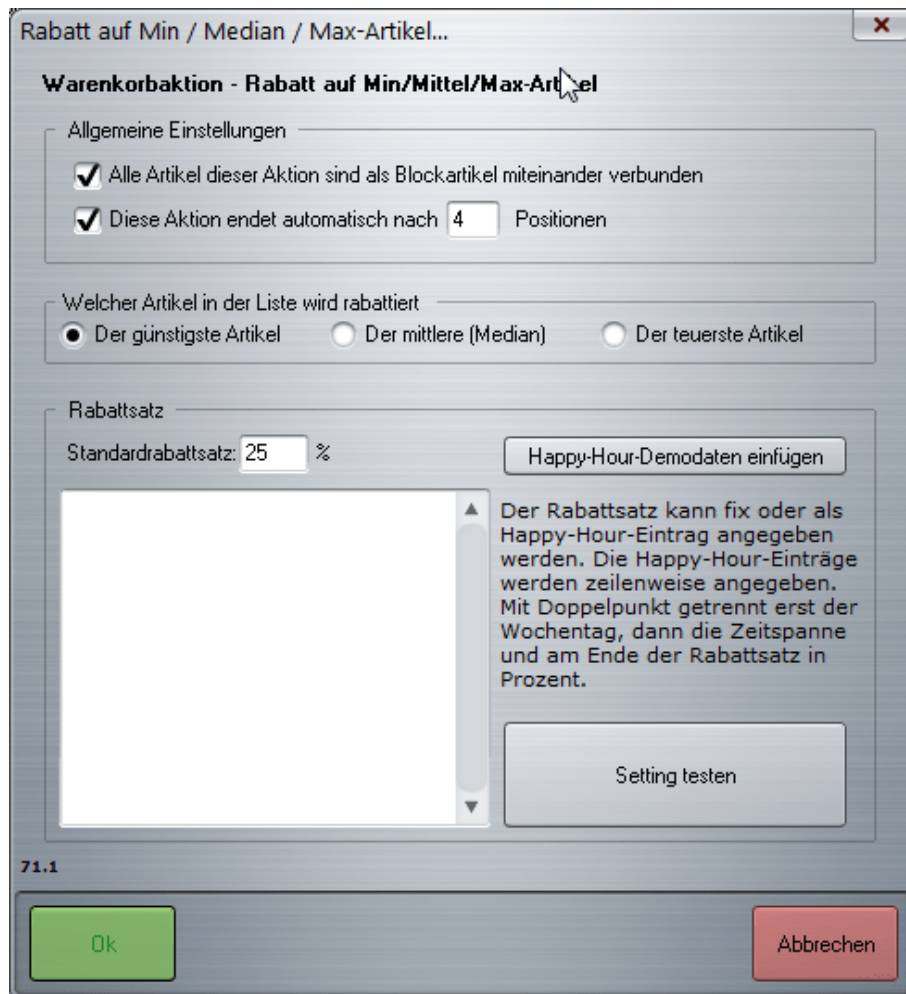 Rabatt auf Min / Median / Max-Artikel...
Warenkorbaktion - Rabatt auf Min/Mittel/Max-Artikel
Allgemeine Einstellungen
Alle Artikel dieser Aktion sind als Blockartikel miteinander verbunden
Diese Aktion endet automatisch nach 4 Positionen
Welcher Artikel in der Liste wird rabattiert
Der günstigste Artikel Der mittlere (Median) Der teuerste Artikel
Rabattsatz
Standardrabattsatz: 25 %
Happy-Hour-Demodaten einfügen
Der Rabattsatz kann fix oder als
Happy-Hour-Eintrag angegeben
werden. Die Happy-Hour-Einträge
werden zeilenweise angegeben.
Mit Doppelpunkt getrennt erst der
Wochentag, dann die Zeitspanne
und am Ende der Rabattsatz in
Prozent.
Setting testen
71.1
Ok
Abbrechen